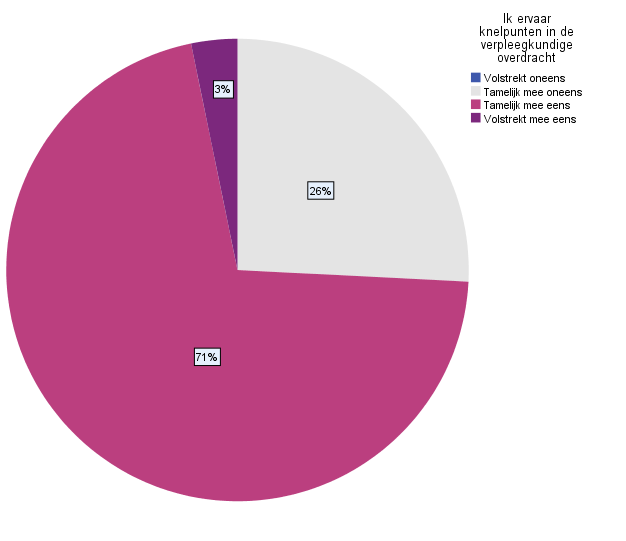 Ik ervaar
knelpunten in de
verpleegkundige
overdracht
Volstrekt oneens
Tamelijk mee oneens
Tamelijk mee eens
Volstrekt mee eens
3%
26%
71%